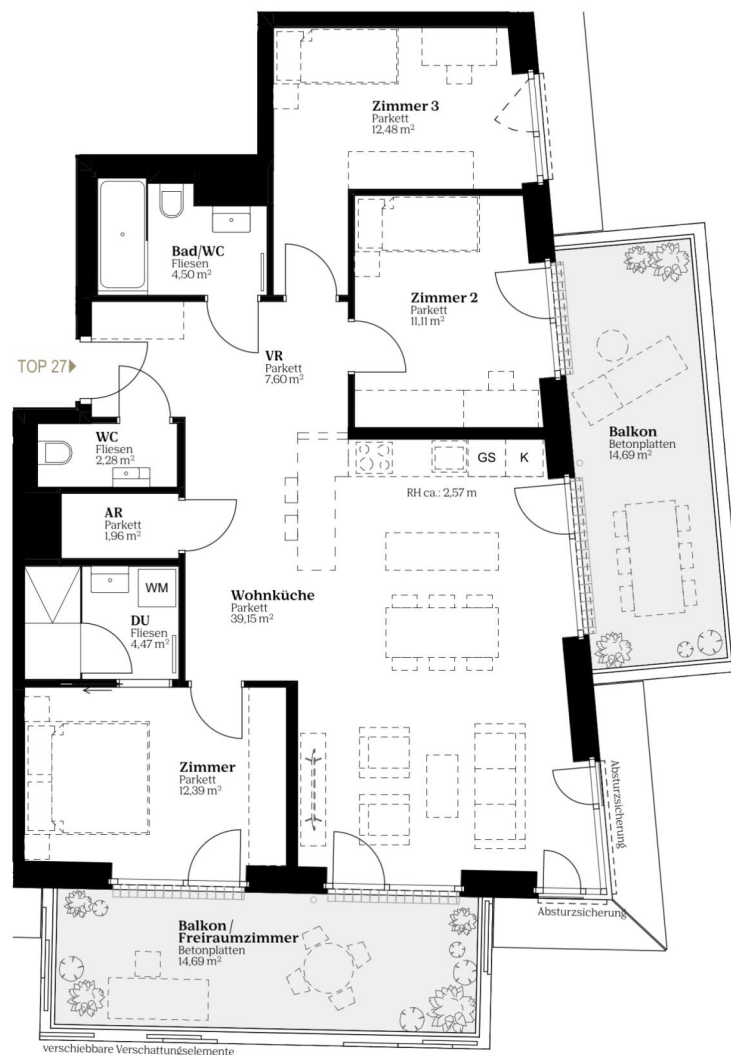 Zimmer 3
Parkett
12,48 m²
Bad/WC
Fliesen
4,50 m²
Zimmer 2
Parkett
11,11 m²
VR
Parkett
7,60 m²
TOP 27
WC
Fliesen
2,28 m²
GS
K
RH ca.: 2,57 m
Balkon
Betonplatten
14,69 m²
AR
Parkett
1,96 m²
Wohnküche
Parkett
39,15 m²
WM
DU
Fliesen
4,47 m²
Zimmer
Parkett
12,39 m²
Absturzsicherung
Absturzsicherung
Balkon/
Freiraumzimmer
Betonplatten
14,69 m²
verschiebbare Verschattungselemente